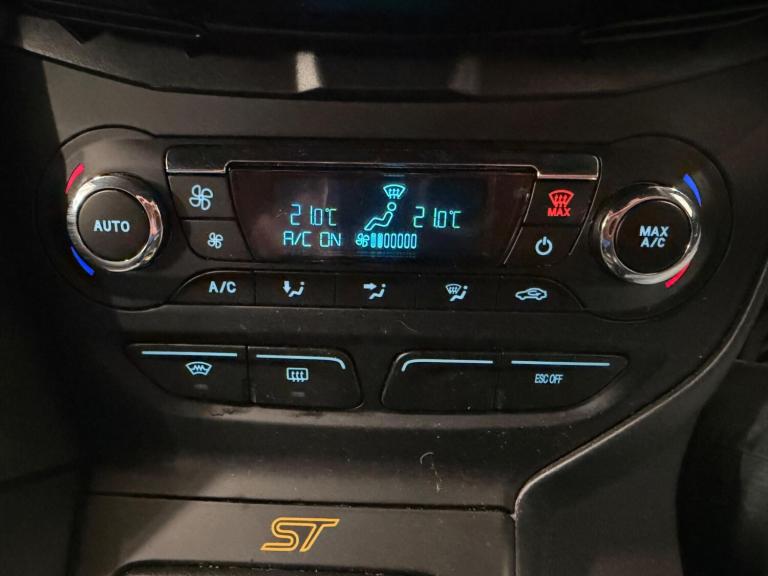 AUTO
21.0°C
21.0°C
A/C ON
MAX
MAX
A/C
A/C
ESC OFF
ST